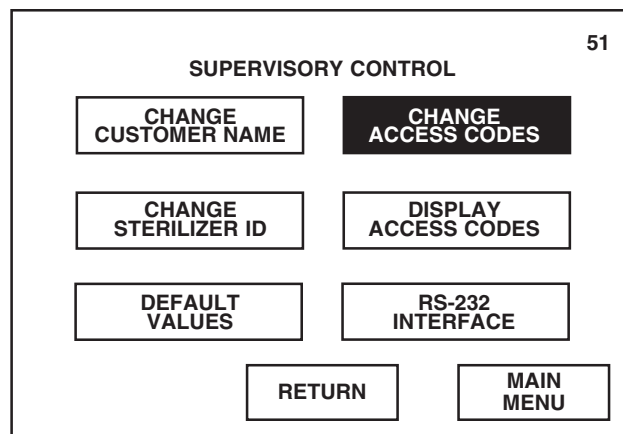 51
SUPERVISORY CONTROL
CHANGE
CUSTOMER NAME
CHANGE
ACCESS CODES
CHANGE
STERILIZER ID
DISPLAY
ACCESS CODES
DEFAULT
VALUES
RS-232
INTERFACE
RETURN
MAIN
MENU